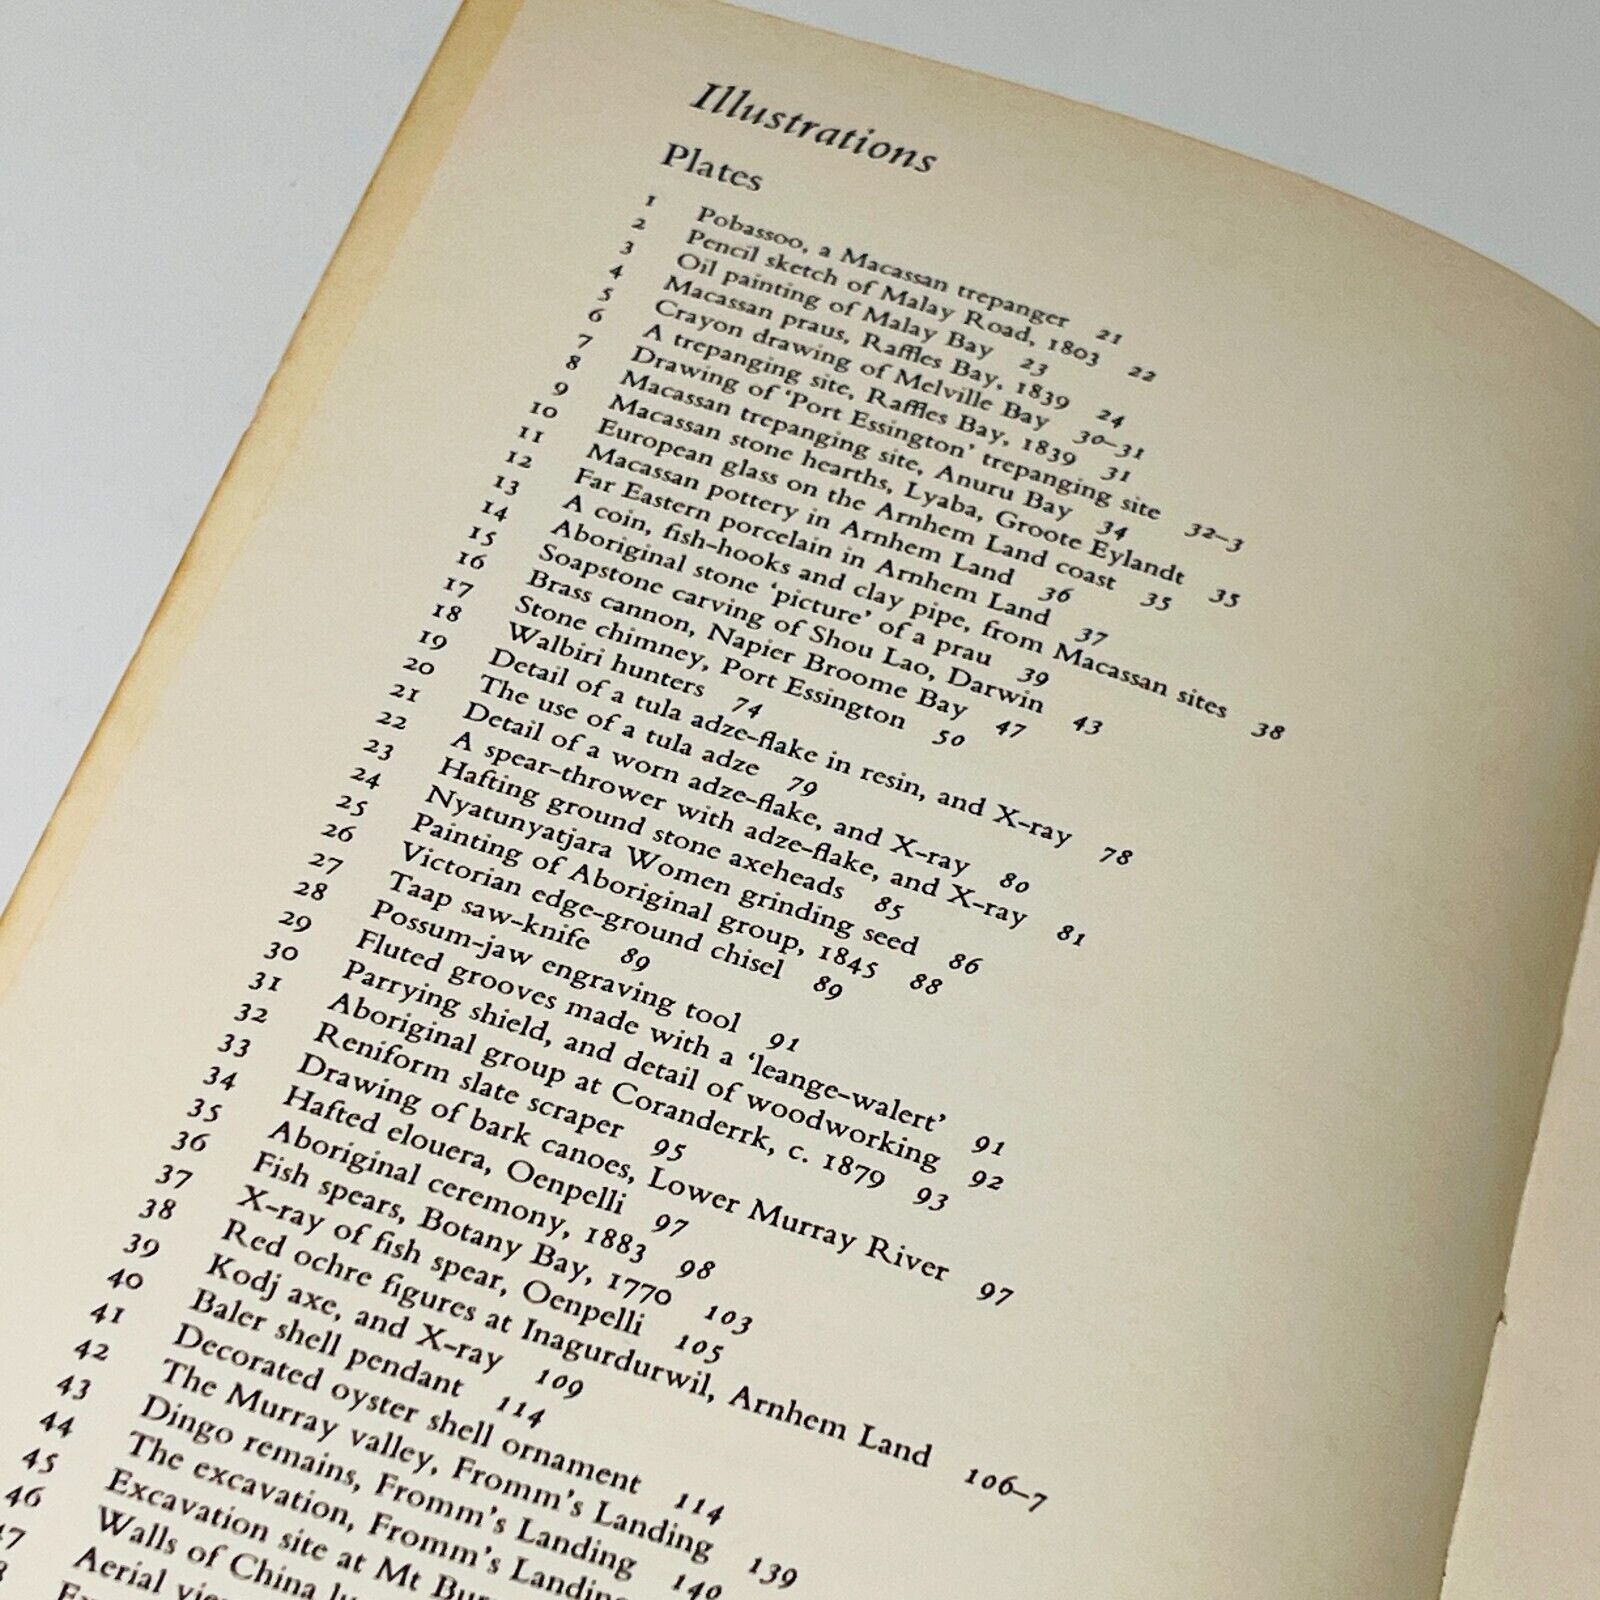 Illustrations
Plates
1 Pobassoo, a Macassan trepanger 21
2 Pencil sketch of Malay Road, 1803 22
3 Oil painting of Malay Bay 23
4 Macassan praus, Raffles Bay, 1839 24
5 Crayon drawing of Melville Bay 30–31
6 A trepanging site, Raffles Bay, 1839 31
7 Drawing of ‘Port Essington’ trepanging site 32–3
8 Macassan trepanging site, Anuru Bay 34
9 Macassan stone hearths, Lyaba, Groote Eylandt 35
10 European glass on the Arnhem Land coast 35
11 Macassan pottery in Arnhem Land 36
12 Far Eastern porcelain in Arnhem Land 37
13 A coin, fish-hooks and clay pipe, from Macassan sites 38
14 Aboriginal stone ‘picture’ of a prau 39
15 Soapstone carving of Shou Lao, Darwin 43
16 Brass cannon, Napier Broome Bay 47
17 Stone chimney, Port Essington 50
18 Walbiri hunters 74
19 Detail of a tula adze-flake in resin, and X-ray 78
20 The use of a tula adze 79
21 Detail of a worn adze-flake, and X-ray 80
22 A spear-thrower with adze-flake, and X-ray 81
23 Hafting ground stone axeheads 85
24 Nyatunyatjara Women grinding seed 86
25 Painting of Aboriginal group, 1845 88
26 Victorian edge-ground chisel 89
27 Taap saw-knife 89
28 Possum-jaw engraving tool 91
29 Fluted grooves made with a ‘leange-walert’ 91
30 Parrying shield, and detail of woodworking 92
31 Aboriginal group at Coranderrk, c. 1879 93
32 Reniform slate scraper 95
33 Drawing of bark canoes, Lower Murray River 97
34 Hafted elouera, Oenpelli 97
35 Aboriginal ceremony, 1883 98
36 Fish spears, Botany Bay, 1770 103
37 X-ray of fish spear, Oenpelli 105
38 Red ochre figures at Inagurdurwil, Arnhem Land 106–7
39 Kodj axe, and X-ray 109
40 Baler shell pendant 114
41 Decorated oyster shell ornament 114
42 The Murray valley, Fromm’s Landing 139
43 Dingo remains, Fromm’s Landing 140
44 The excavation, Fromm’s Landing
45 Excavation site at Mt
46 Walls of China
47 Aerial